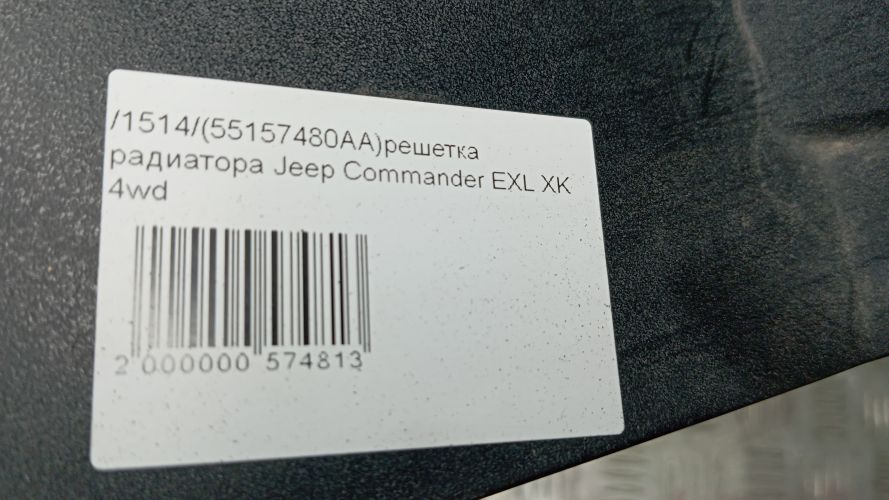 /1514/(55157480AA)решетка
радиатора Jeep Commander EXL XK
4wd
2 000000 574813